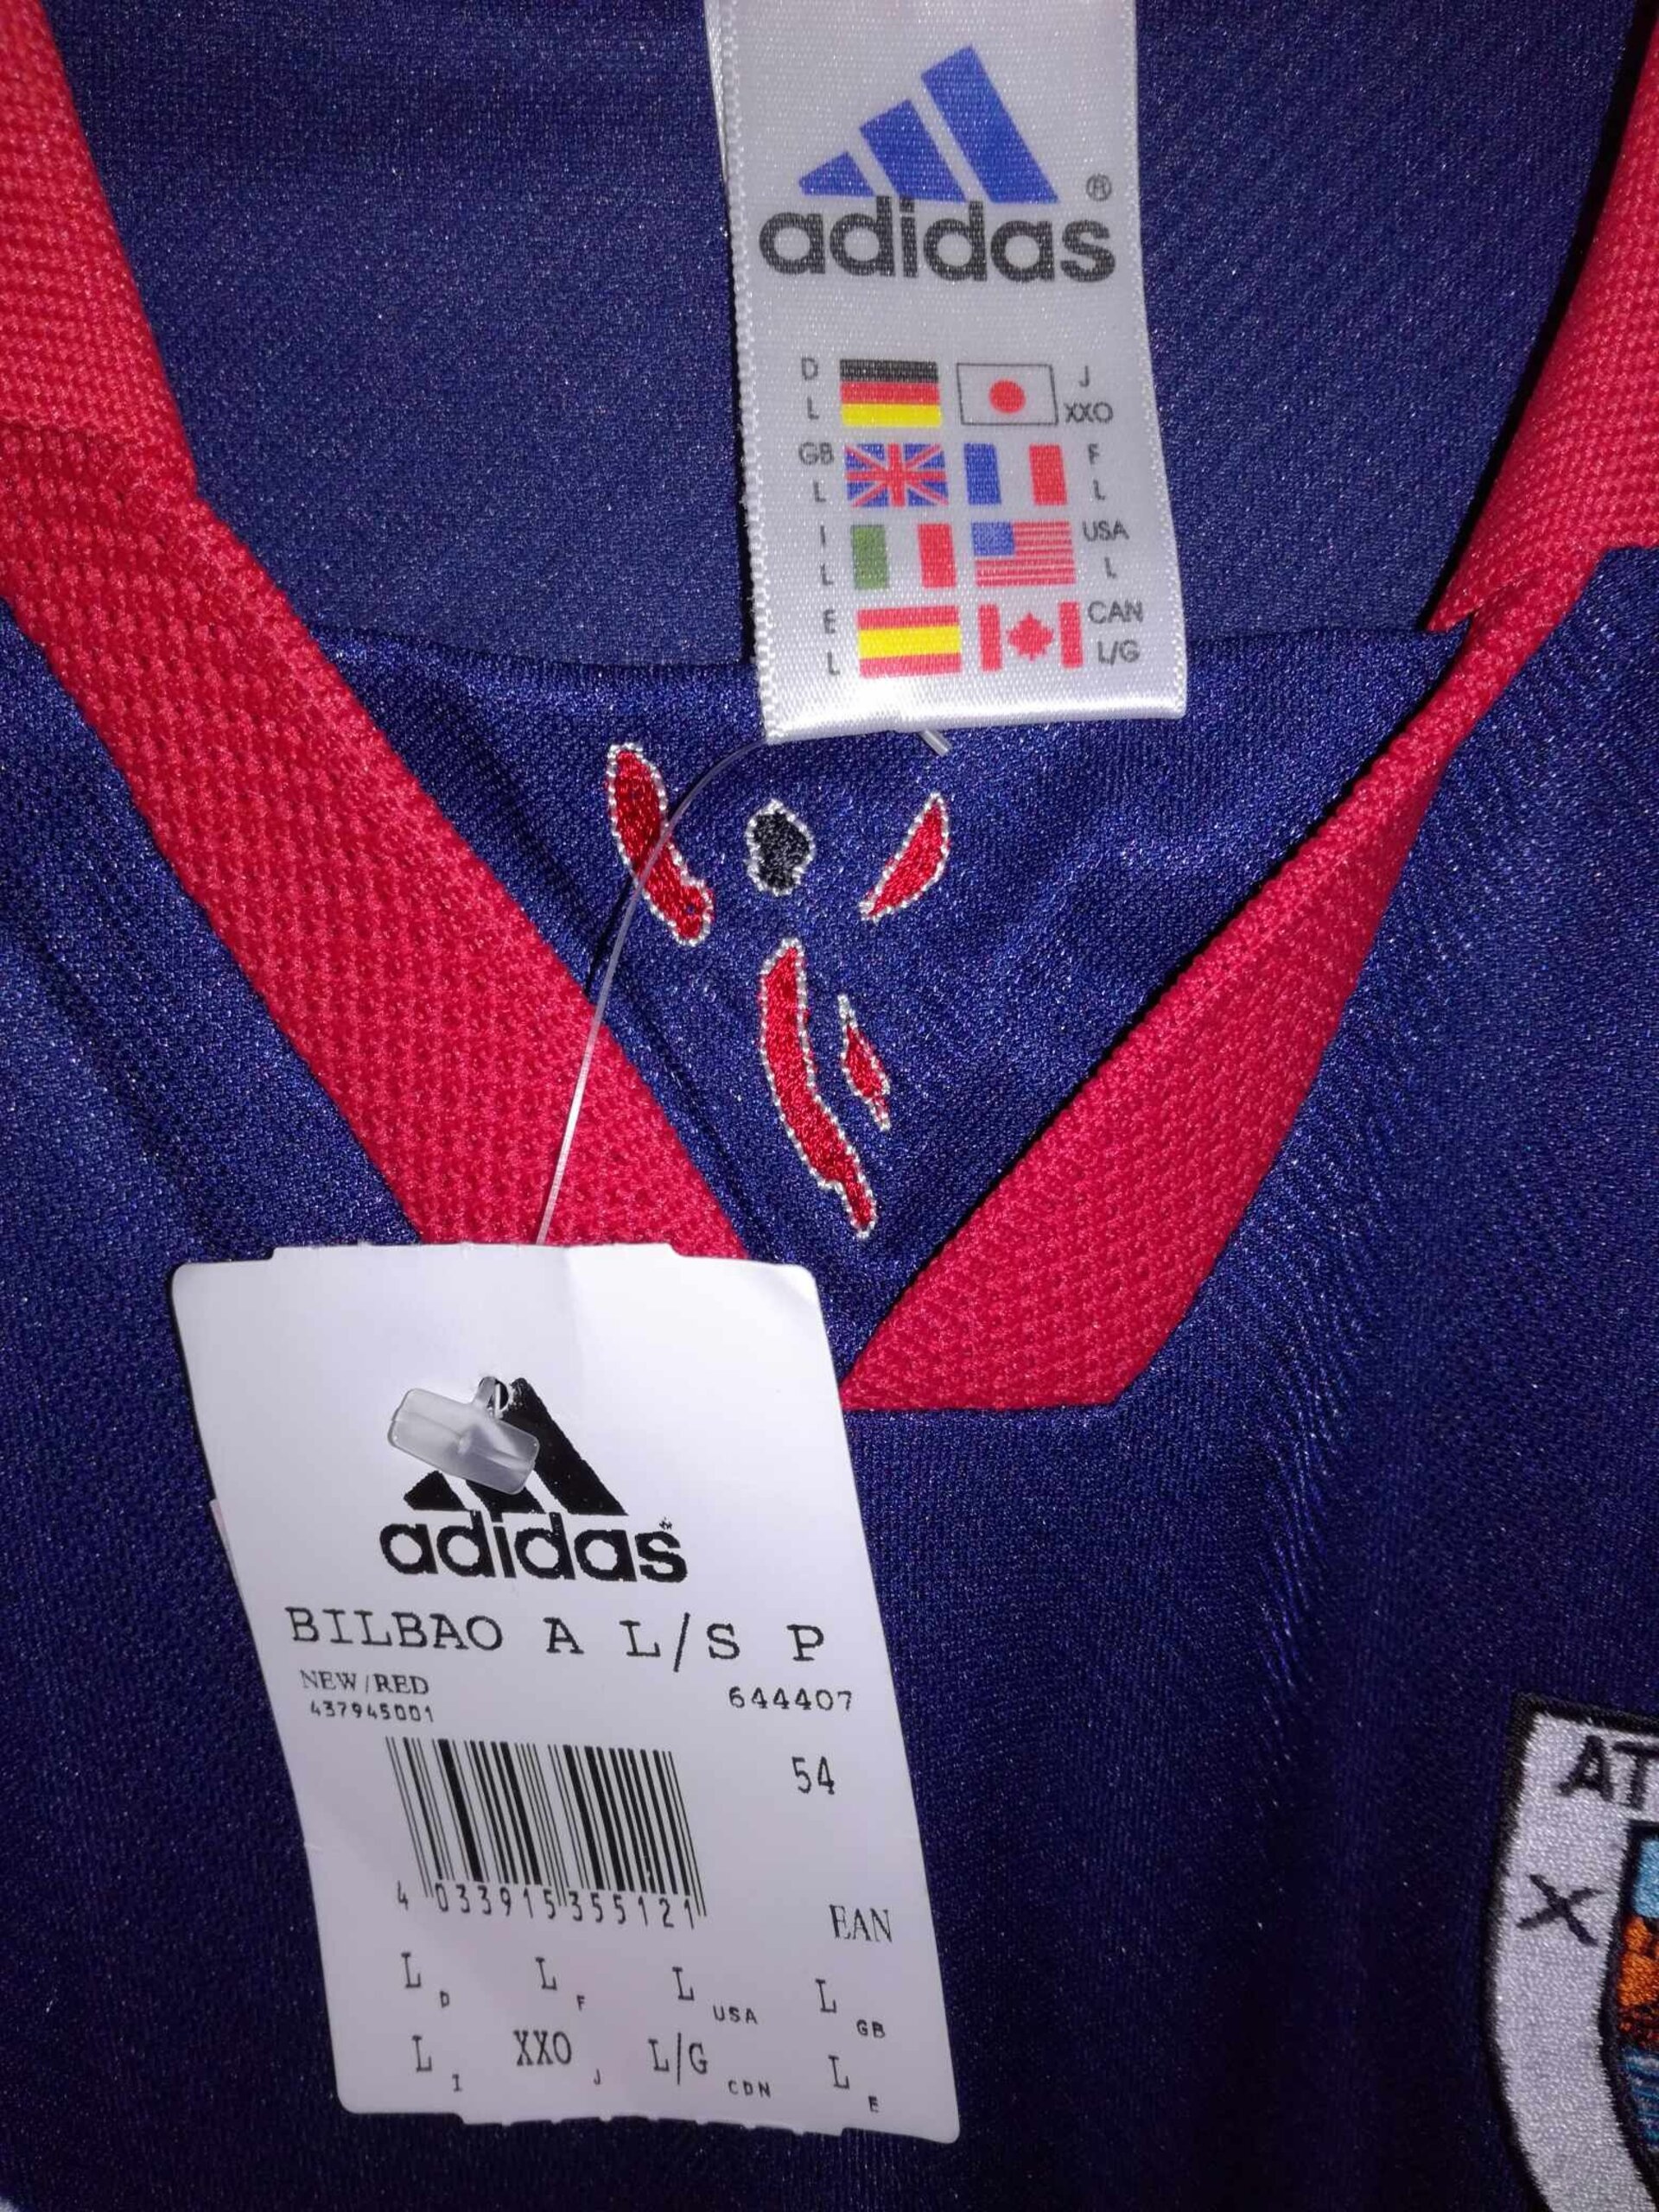 ®
adidas
D J
L XXO
GB F
L L
I USA
L L
E CAN
L L/G
adidas
BILBAO A L/S P
NEW/RED 644407
437945001
54
4 033915 355121
EAN
L D L F L USA L GB
L I XXO J L/G CDN L E
AT
X